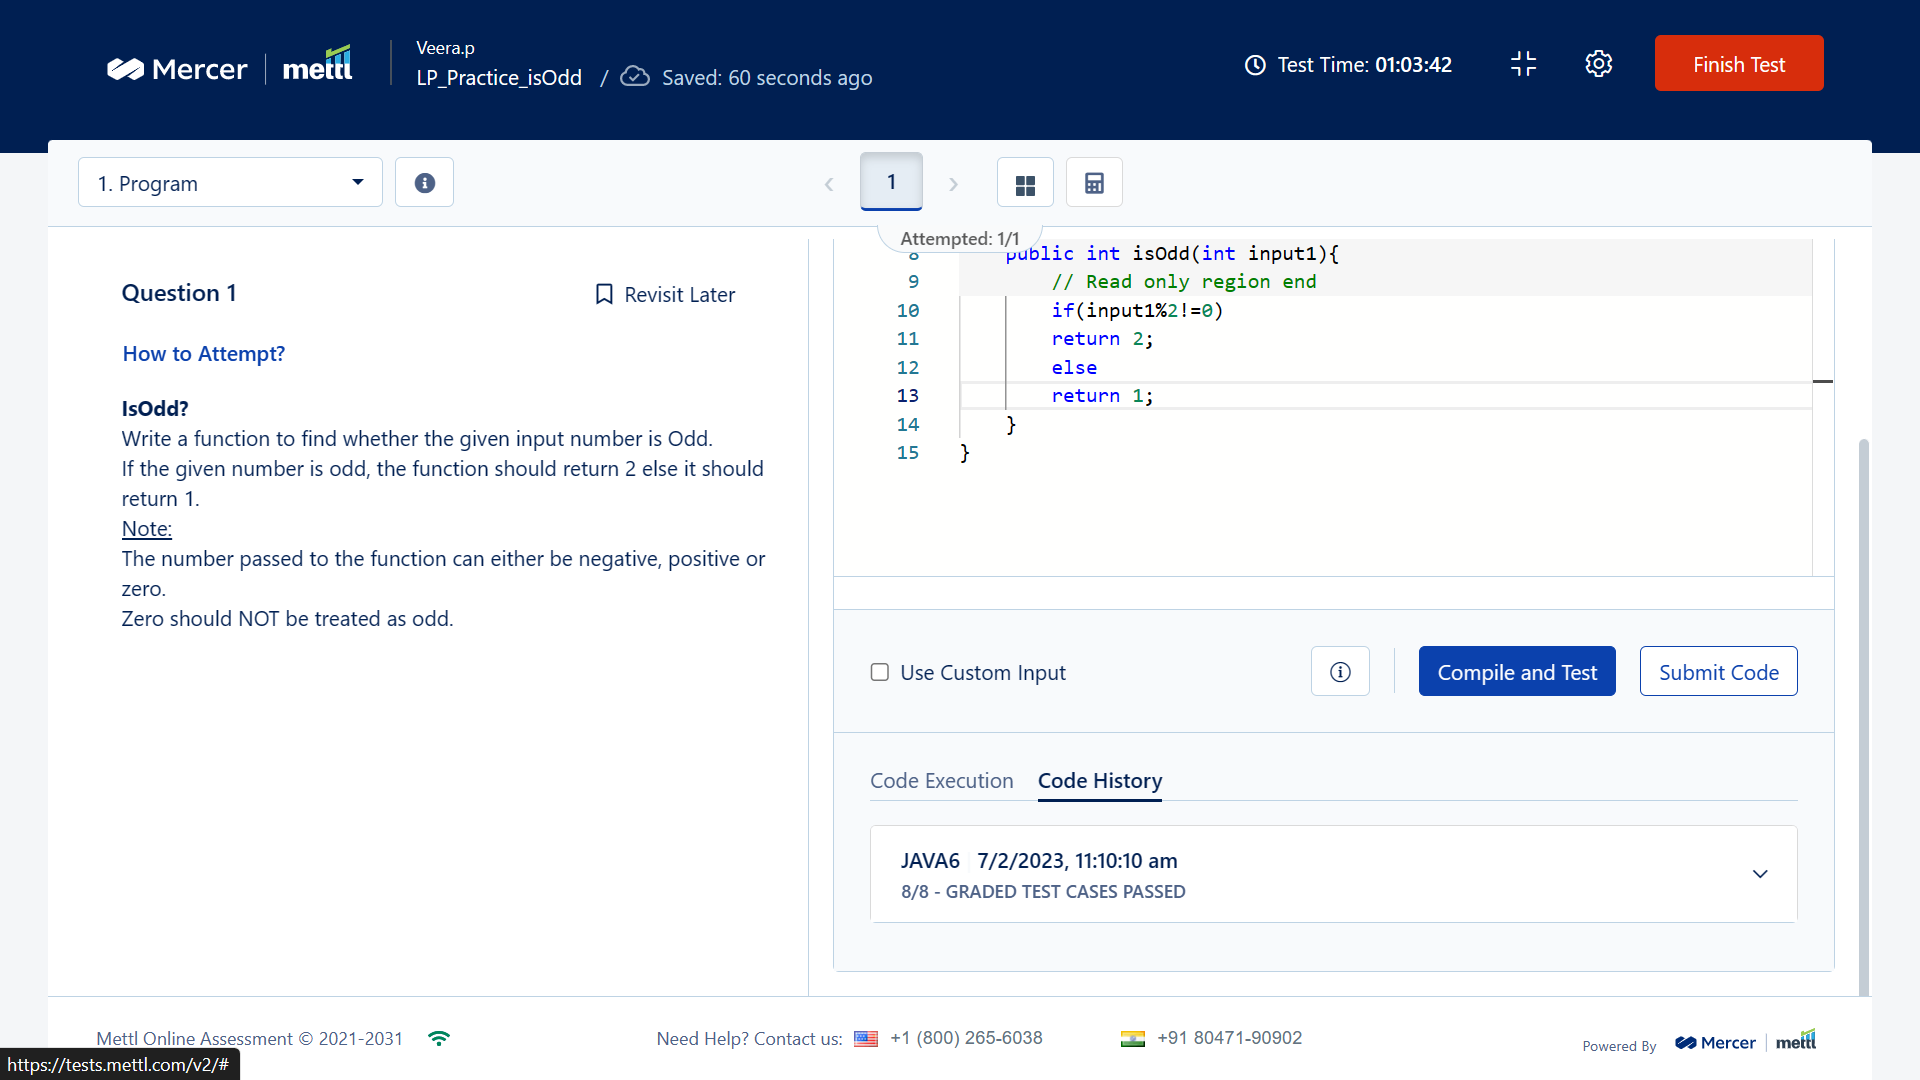 Mercer mettl
Veera.p
LP_Practice_isOdd / Saved: 60 seconds ago
Test Time: 01:03:42
Finish Test
1. Program
1
Attempted: 1/1
Question 1
Revisit Later
How to Attempt?
IsOdd?
Write a function to find whether the given input number is Odd.
If the given number is odd, the function should return 2 else it should
return 1.
Note:
The number passed to the function can either be negative, positive or
zero.
Zero should NOT be treated as odd.
8 public int isOdd(int input1){
9 // Read only region end
10 if(input1%2!=0)
11 return 2;
12 else
13 return 1;
14 }
15 }
Use Custom Input
Compile and Test
Submit Code
Code Execution
Code History
JAVA6 7/2/2023, 11:10:10 am
8/8 - GRADED TEST CASES PASSED
Mettl Online Assessment © 2021-2031
Need Help? Contact us: +1 (800) 265-6038
+91 80471-90902
Powered By Mercer mettl
https://tests.mettl.com/v2/#